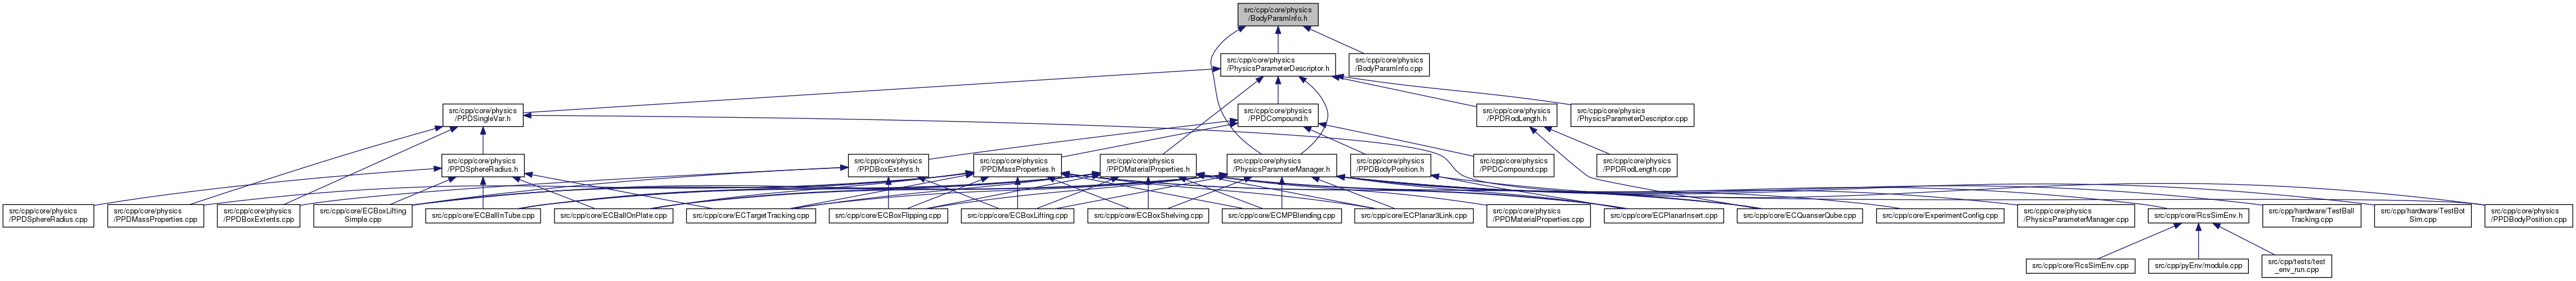 src/cpp/core/physics
/BodyParamInfo.h
src/cpp/core/physics
/PhysicsParameterDescriptor.h
src/cpp/core/physics
/BodyParamInfo.cpp
src/cpp/core/physics
/PPDSingleVar.h
src/cpp/core/physics
/PPDCompound.h
src/cpp/core/physics
/PPDRodLength.h
src/cpp/core/physics
/PhysicsParameterDescriptor.cpp
src/cpp/core/physics
/PPDSphereRadius.h
src/cpp/core/physics
/PPDBoxExtents.h
src/cpp/core/physics
/PPDMassProperties.h
src/cpp/core/physics
/PPDMaterialProperties.h
src/cpp/core/physics
/PhysicsParameterManager.h
src/cpp/core/physics
/PPDBodyPosition.h
src/cpp/core/physics
/PPDCompound.cpp
src/cpp/core/physics
/PPDRodLength.cpp
src/cpp/core/physics
/PPDSphereRadius.cpp
src/cpp/core/physics
/PPDMassProperties.cpp
src/cpp/core/physics
/PPDBoxExtents.cpp
src/cpp/core/ECBoxLifting
Simple.cpp
src/cpp/core/ECBallInTube.cpp
src/cpp/core/ECBallOnPlate.cpp
src/cpp/core/ECTargetTracking.cpp
src/cpp/core/ECBoxFlipping.cpp
src/cpp/core/ECBoxLifting.cpp
src/cpp/core/ECBoxShelving.cpp
src/cpp/core/ECMPBlending.cpp
src/cpp/core/ECPlanar3Link.cpp
src/cpp/core/physics
/PPDMaterialProperties.cpp
src/cpp/core/ECPlanarInsert.cpp
src/cpp/core/ECQuanserQube.cpp
src/cpp/core/ExperimentConfig.cpp
src/cpp/core/physics
/PhysicsParameterManager.cpp
src/cpp/core/RcsSimEnv.h
src/cpp/hardware/TestBall
Tracking.cpp
src/cpp/hardware/TestBot
Sim.cpp
src/cpp/core/physics
/PPDBodyPosition.cpp
src/cpp/core/RcsSimEnv.cpp
src/cpp/pyEnv/module.cpp
src/cpp/tests/test
_env_run.cpp